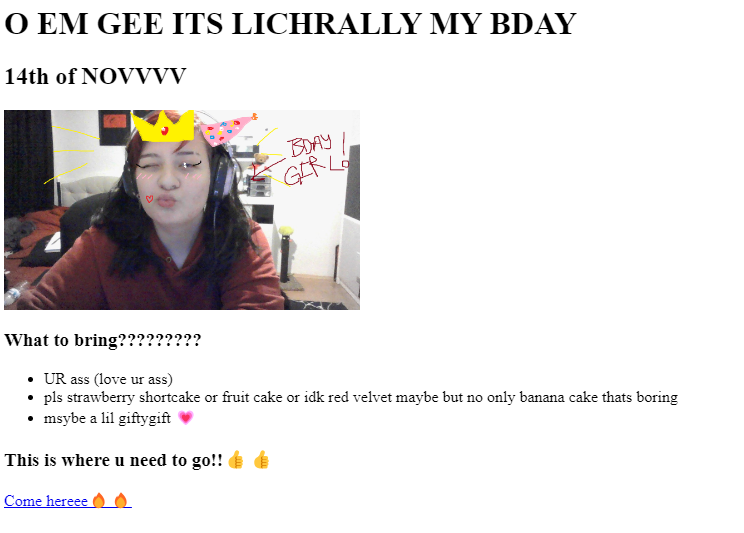 O EM GEE ITS LICHRALLY MY BDAY
14th of NOVVVV
BDAY !
GIRL
What to bring?????????
UR ass (love ur ass)
pls strawberry shortcake or fruit cake or idk red velvet maybe but no only banana cake thats boring
msybe a lil giftygift 💗
This is where u need to go!! 👍 👍
Come hereee🔥 🔥